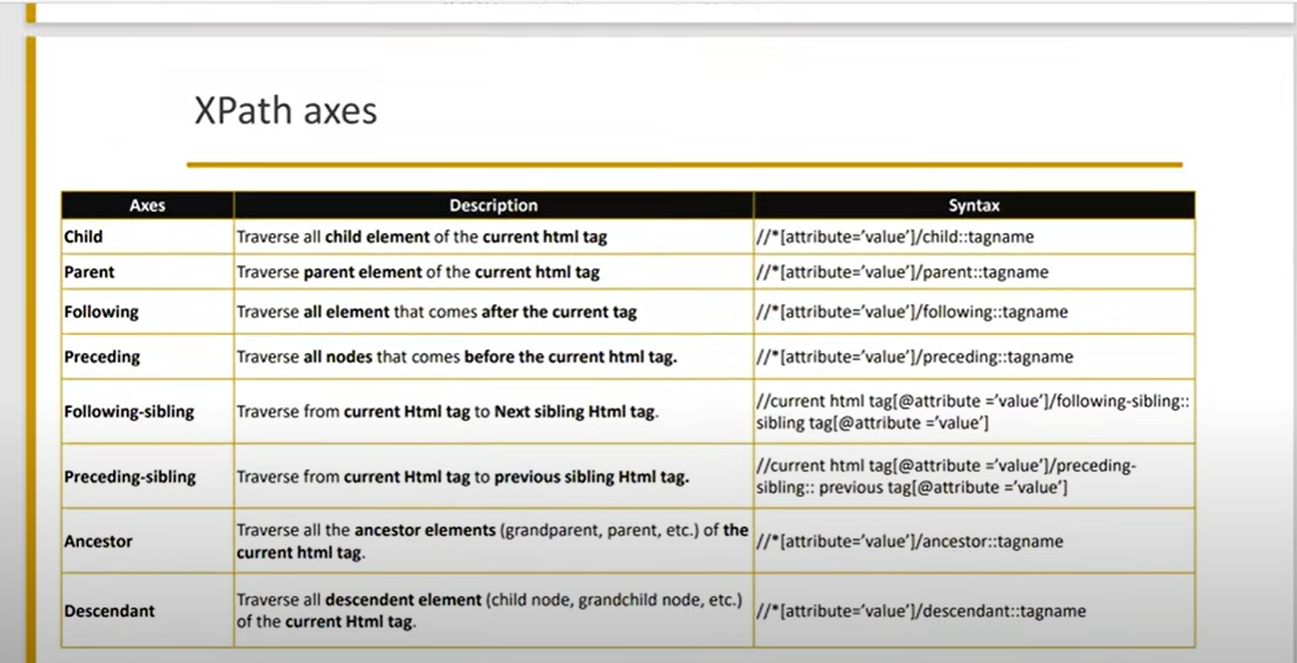 XPath axes
Axes Description Syntax
Child Traverse all child element of the current html tag //*[attribute='value']/child::tagname
Parent Traverse parent element of the current html tag //*[attribute='value']/parent::tagname
Following Traverse all element that comes after the current tag //*[attribute='value']/following::tagname
Preceding Traverse all nodes that comes before the current html tag. //*[attribute='value']/preceding::tagname
Following-sibling Traverse from current Html tag to Next sibling Html tag. //current html tag[@attribute ='value']/following-sibling::
sibling tag[@attribute ='value']
Preceding-sibling Traverse from current Html tag to previous sibling Html tag. //current html tag[@attribute ='value']/preceding-
sibling:: previous tag[@attribute ='value']
Ancestor Traverse all the ancestor elements (grandparent, parent, etc.) of the
current html tag. //*[attribute='value']/ancestor::tagname
Descendant Traverse all descendent element (child node, grandchild node, etc.)
of the current Html tag. //*[attribute='value']/descendant::tagname